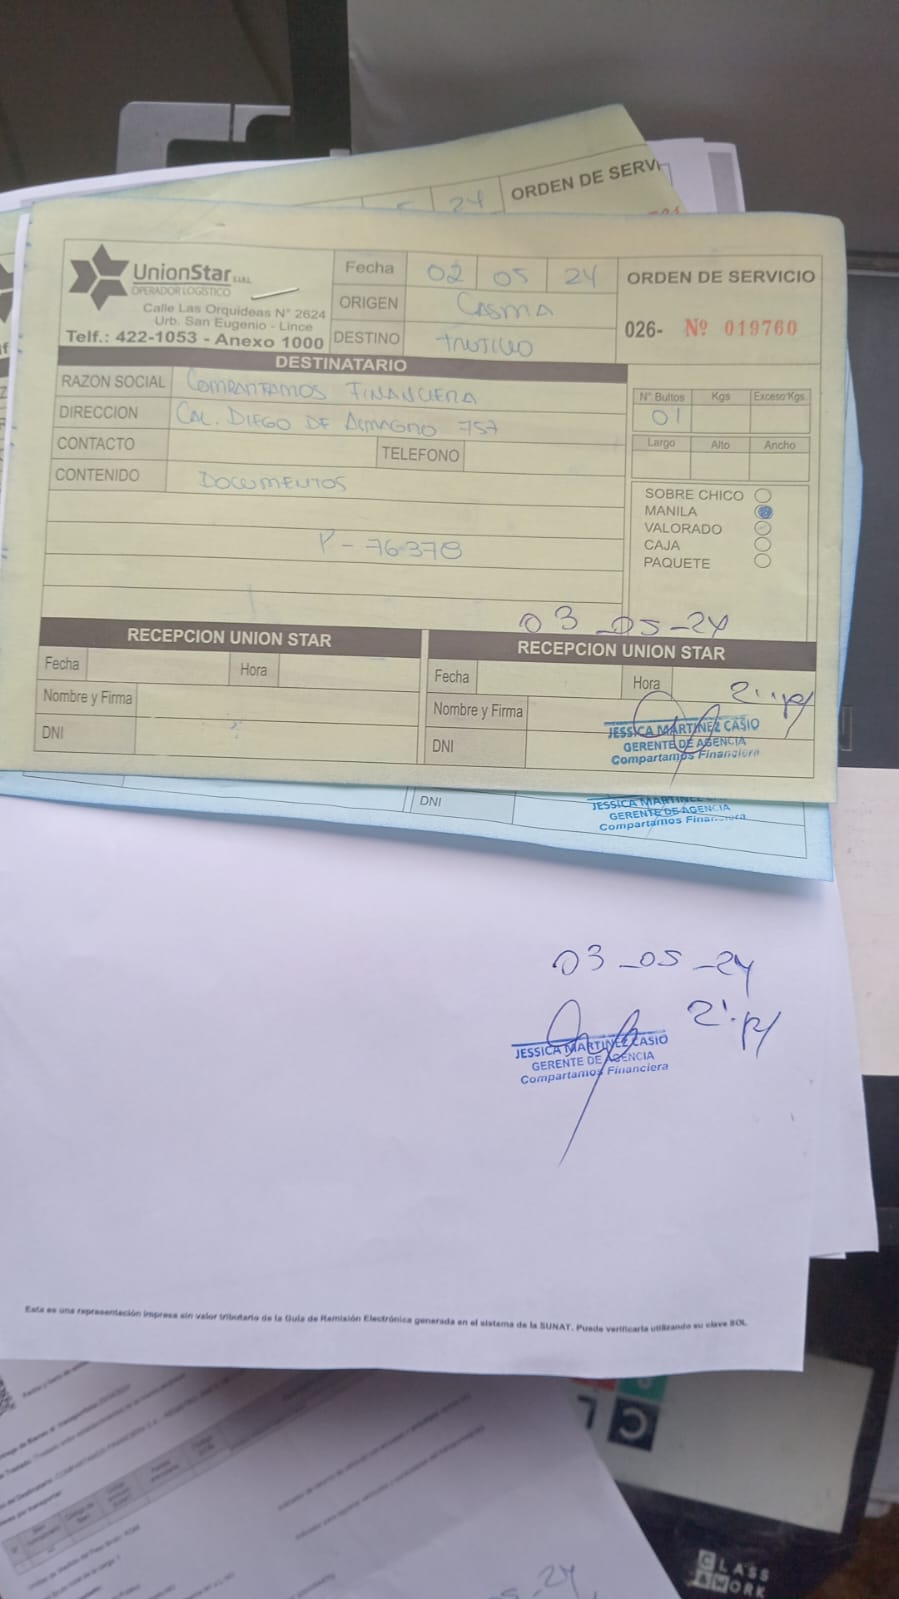 ORDEN DE SERVI
24
UnionStar E.I.R.L.
OPERADOR LOGISTICO
Calle Las Orquideas N° 2624
Urb. San Eugenio - Lince
Telf.: 422-1053 - Anexo 1000
Fecha 02 05 24
ORIGEN CASMA
DESTINO TRUJILLO
ORDEN DE SERVICIO
026- Nº 019760
DESTINATARIO
RAZON SOCIAL COMPARTAMOS FINANCIERA
DIRECCION CAL. DIEGO DE ALMAGRO 757
CONTACTO TELEFONO
CONTENIDO DOCUMENTOS
P - 76378
N° Bultos Kgs Exceso Kgs.
01
Largo Alto Ancho
SOBRE CHICO
MANILA
VALORADO
CAJA
PAQUETE
03-05-24
RECEPCION UNION STAR
Fecha Hora
Nombre y Firma
DNI
RECEPCION UNION STAR
Fecha Hora
Nombre y Firma
DNI
JESSICA MARTINEZ CASIO
GERENTE DE AGENCIA
Compartamos Financiera
DNI
JESSICA MARTINEZ
GERENTE DE AGENCIA
Compartamos Financiera
03-05-24
JESSICA MARTINEZ CASIO
GERENTE DE AGENCIA
Compartamos Financiera
Esta es una representación impresa sin valor tributario de la Guía de Remisión Electrónica generada en el sistema de la SUNAT. Puede verificarla utilizando su clave SOL
CLASS
&WORK